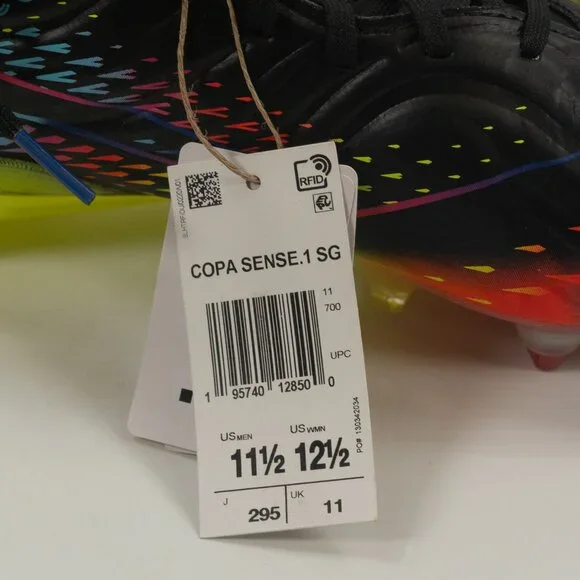 RFID
COPA SENSE.1 SG
11
700
UPC
1 95740 12850 0
PO# 130342034
US MEN US WMN
11½ 12½
J 295 UK 11